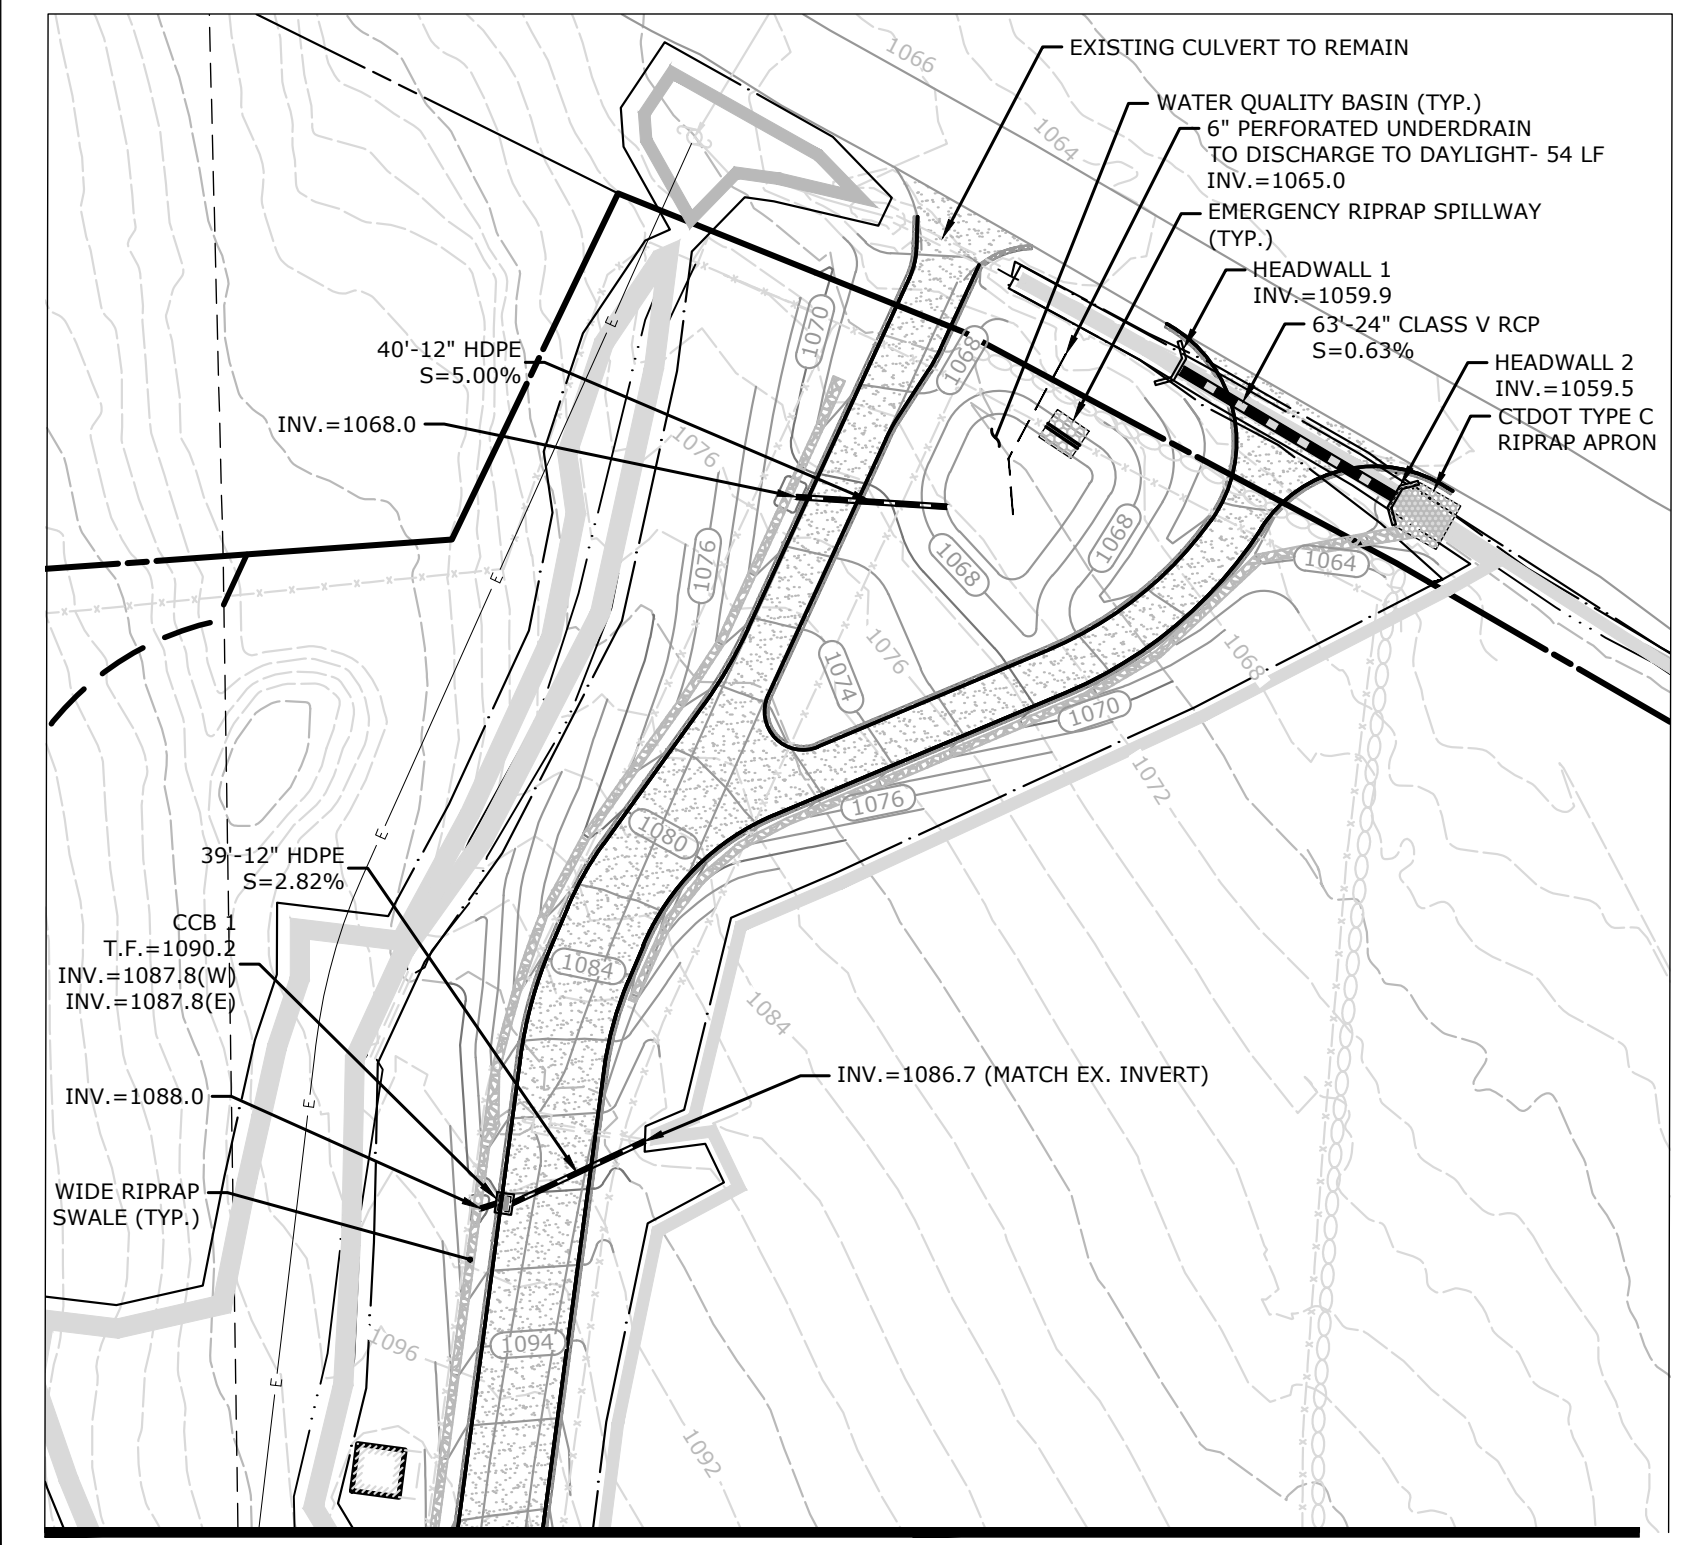 EXISTING CULVERT TO REMAIN
WATER QUALITY BASIN (TYP.)
6" PERFORATED UNDERDRAIN
TO DISCHARGE TO DAYLIGHT- 54 LF
INV.=1065.0
EMERGENCY RIPRAP SPILLWAY
(TYP.)
HEADWALL 1
INV.=1059.9
63'-24" CLASS V RCP
S=0.63%
HEADWALL 2
INV.=1059.5
CTDOT TYPE C
RIPRAP APRON
40'-12" HDPE
S=5.00%
INV.=1068.0
39'-12" HDPE
S=2.82%
CCB 1
T.F.=1090.2
INV.=1087.8(W)
INV.=1087.8(E)
INV.=1088.0
WIDE RIPRAP
SWALE (TYP.)
INV.=1086.7 (MATCH EX. INVERT)
1066
1064
1070
1068
1076
1076
1068
1068
1064
1076
1074
1068
1070
1072
1076
1080
1084
1084
1096
1094
1092
E
E
E
E
E